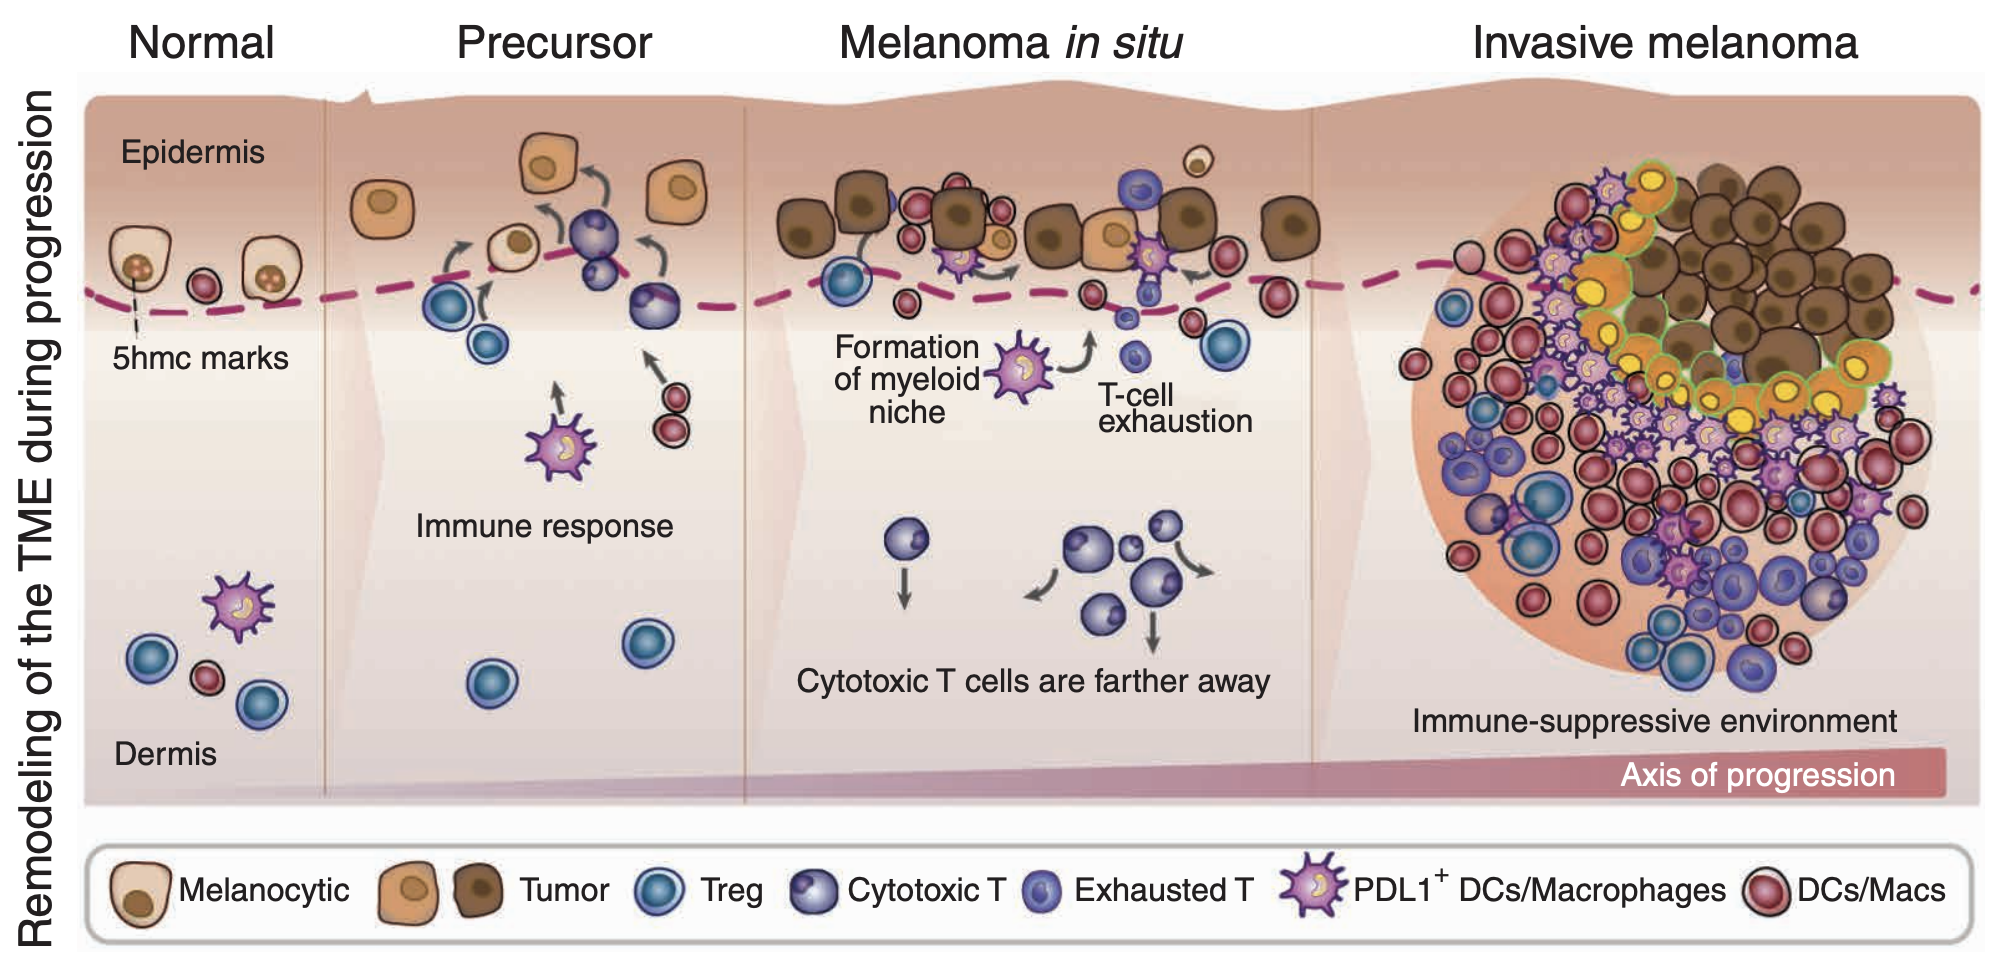 Normal
Precursor
Melanoma in situ
Invasive melanoma
Remodeling of the TME during progression
Epidermis
5hmc marks
Dermis
Immune response
Formation
of myeloid
niche
T-cell
exhaustion
Cytotoxic T cells are farther away
Immune-suppressive environment
Axis of progression
Melanocytic
Tumor
Treg
Cytotoxic T
Exhausted T
PDL1+ DCs/Macrophages
DCs/Macs